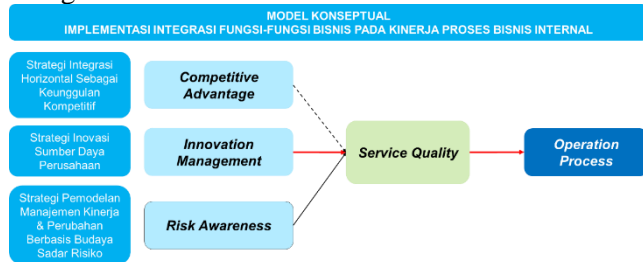 MODEL KONSEPTUAL
IMPLEMENTASI INTEGRASI FUNGSI-FUNGSI BISNIS PADA KINERJA PROSES BISNIS INTERNAL
Strategi Integrasi
Horizontal Sebagai
Keunggulan
Kompetitif
Competitive
Advantage
Strategi Inovasi
Sumber Daya
Perusahaan
Innovation
Management
Service Quality
Operation
Process
Strategi Pemodelan
Manajemen Kinerja
& Perubahan
Berbasis Budaya
Sadar Risiko
Risk Awareness